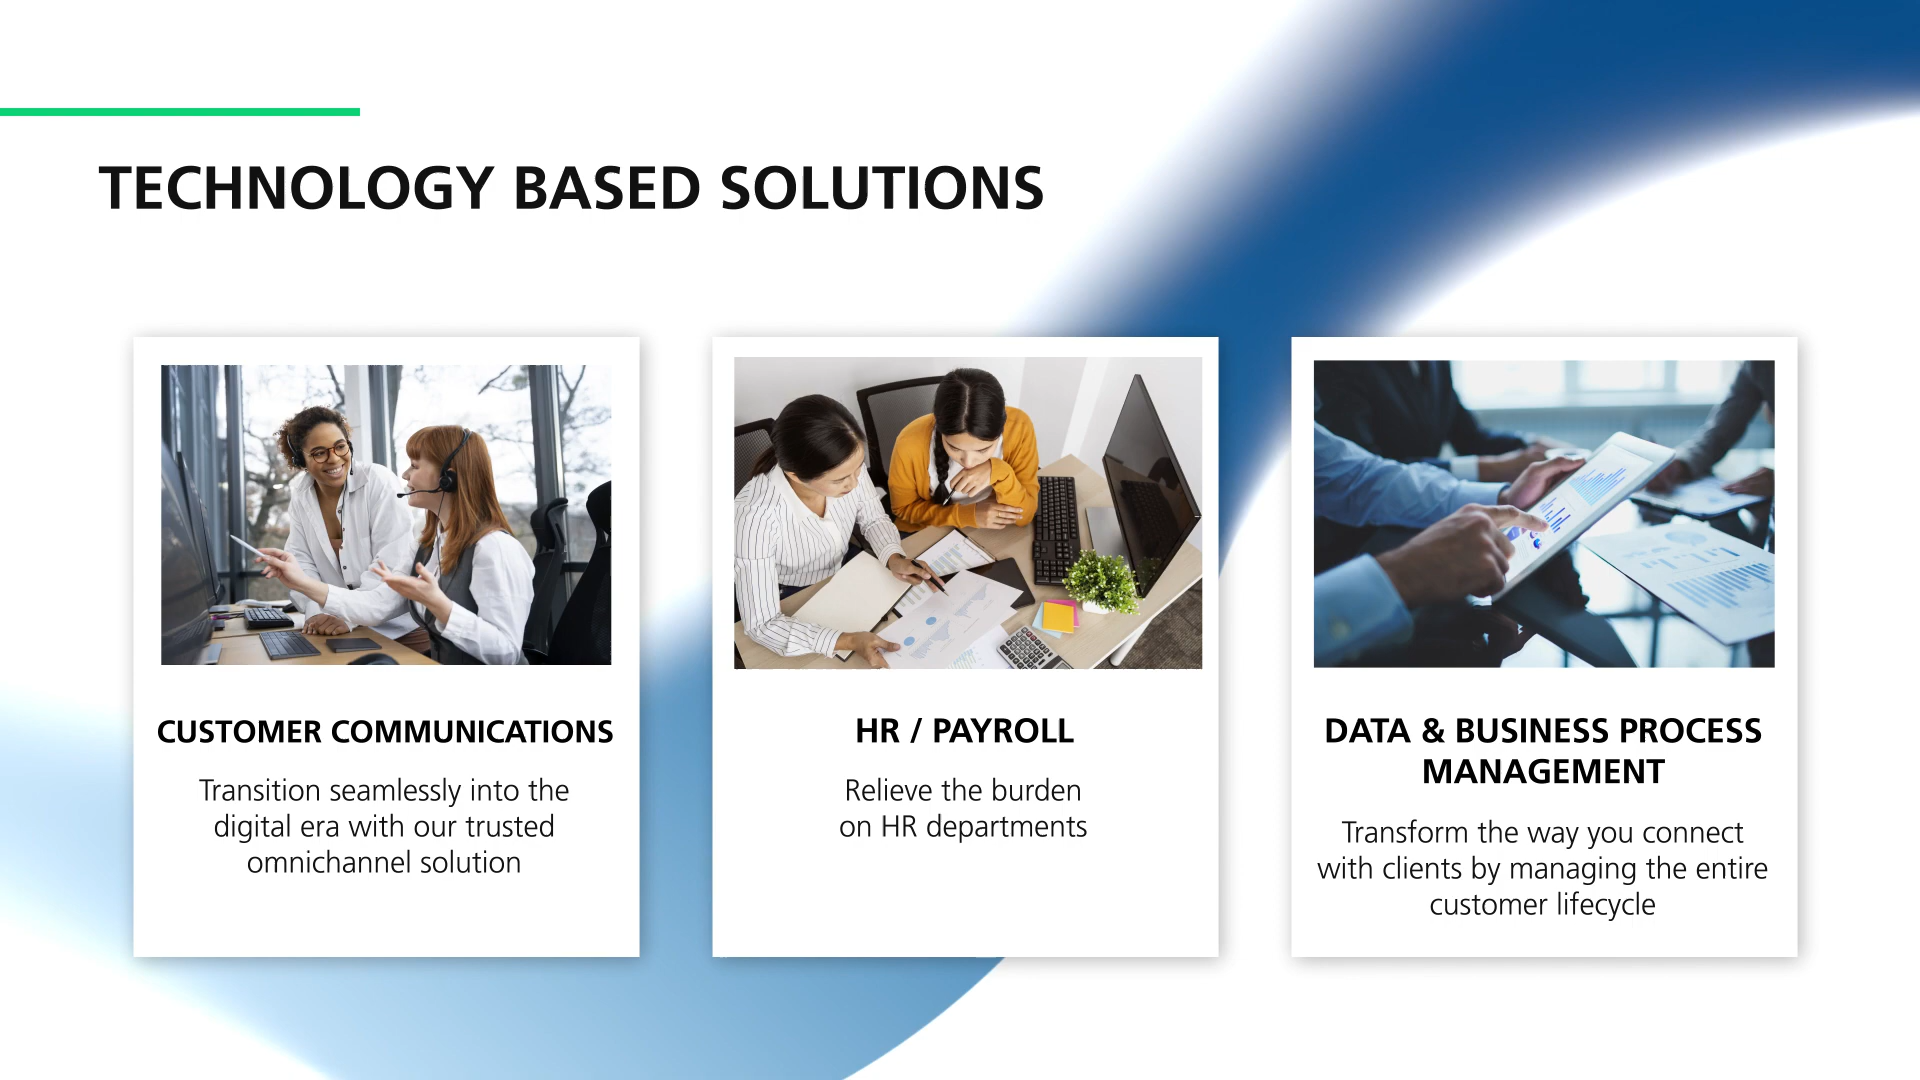 TECHNOLOGY BASED SOLUTIONS
CUSTOMER COMMUNICATIONS
Transition seamlessly into the
digital era with our trusted
omnichannel solution
HR / PAYROLL
Relieve the burden
on HR departments
DATA & BUSINESS PROCESS
MANAGEMENT
Transform the way you connect
with clients by managing the entire
customer lifecycle